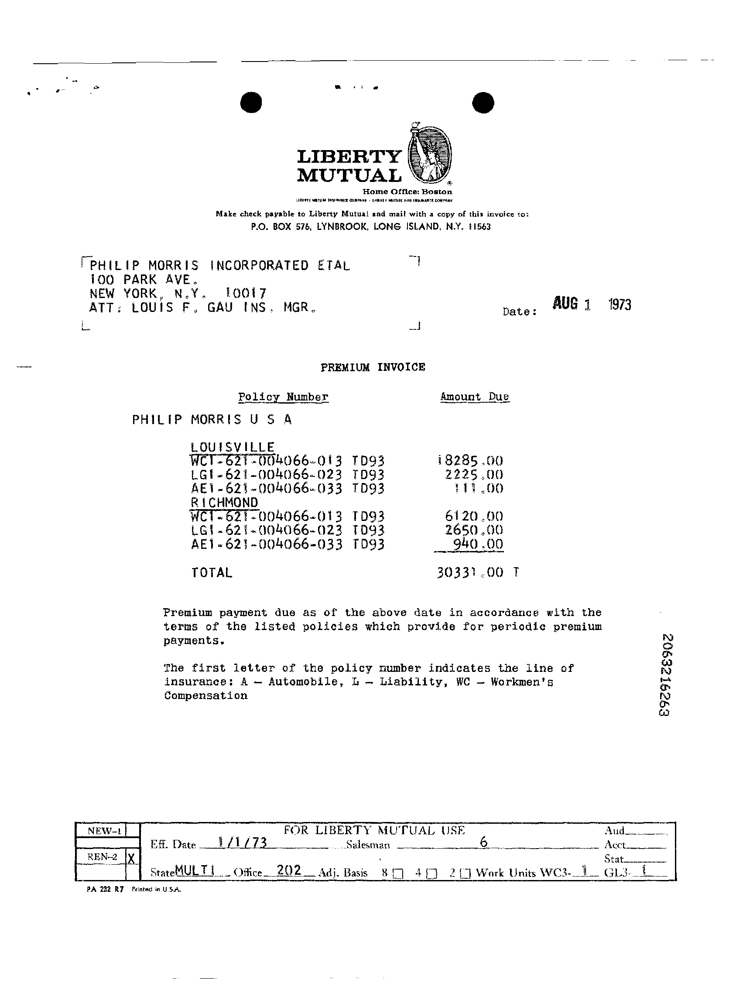 LIBERTY
MUTUAL
®
Home Office: Boston
LIBERTY MUTUAL INSURANCE COMPANY - LIBERTY MUTUAL FIRE INSURANCE COMPANY
Make check payable to Liberty Mutual and mail with a copy of this invoice to:
P.O. BOX 576, LYNBROOK, LONG ISLAND, N.Y. 11563
PHILIP MORRIS INCORPORATED ETAL
100 PARK AVE.
NEW YORK, N.Y. 10017
ATT: LOUIS F. GAU INS. MGR.
Date: AUG 1 1973
PREMIUM INVOICE
Policy Number Amount Due
PHILIP MORRIS U S A
LOUISVILLE
WC1-621-004066-013 TD93 18285.00
LG1-621-004066-023 TD93 2225.00
AE1-621-004066-033 TD93 111.00
RICHMOND
WC1-621-004066-013 TD93 6120.00
LG1-621-004066-023 TD93 2650.00
AE1-621-004066-033 TD93 940.00
TOTAL 30331.00 T
Premium payment due as of the above date in accordance with the
terms of the listed policies which provide for periodic premium
payments.
The first letter of the policy number indicates the line of
insurance: A - Automobile, L - Liability, WC - Workmen's
Compensation
2063216263
FOR LIBERTY MUTUAL USE
NEW-1 Aud.
Eff. Date 1/1/73 Salesman 6 Acct.
REN-2 X Stat.
State MULTI Office 202 Adj. Basis 8 □ 4 □ 2 □ Work Units WC3- 1 GL3- 1
PA 232 R7 Printed in U.S.A.